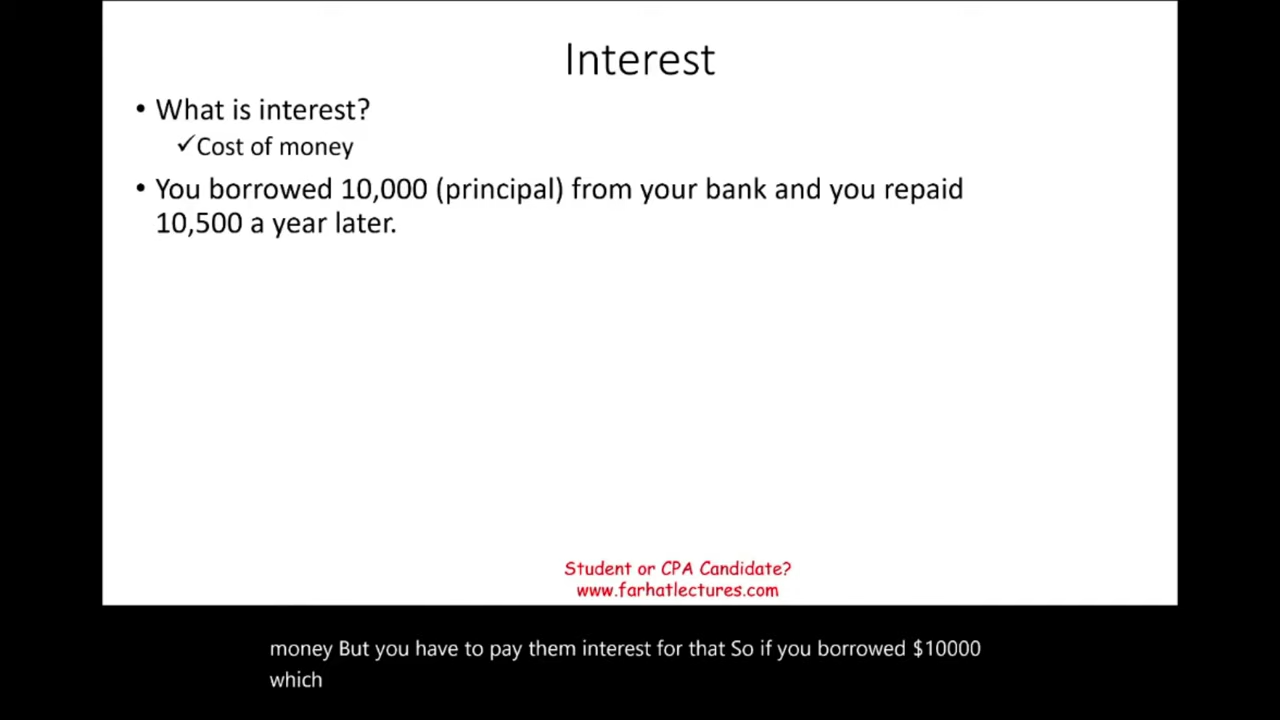 Interest
• What is interest?
✓Cost of money
• You borrowed 10,000 (principal) from your bank and you repaid
10,500 a year later.
Student or CPA Candidate?
www.farhatlectures.com
money But you have to pay them interest for that So if you borrowed $10000
which